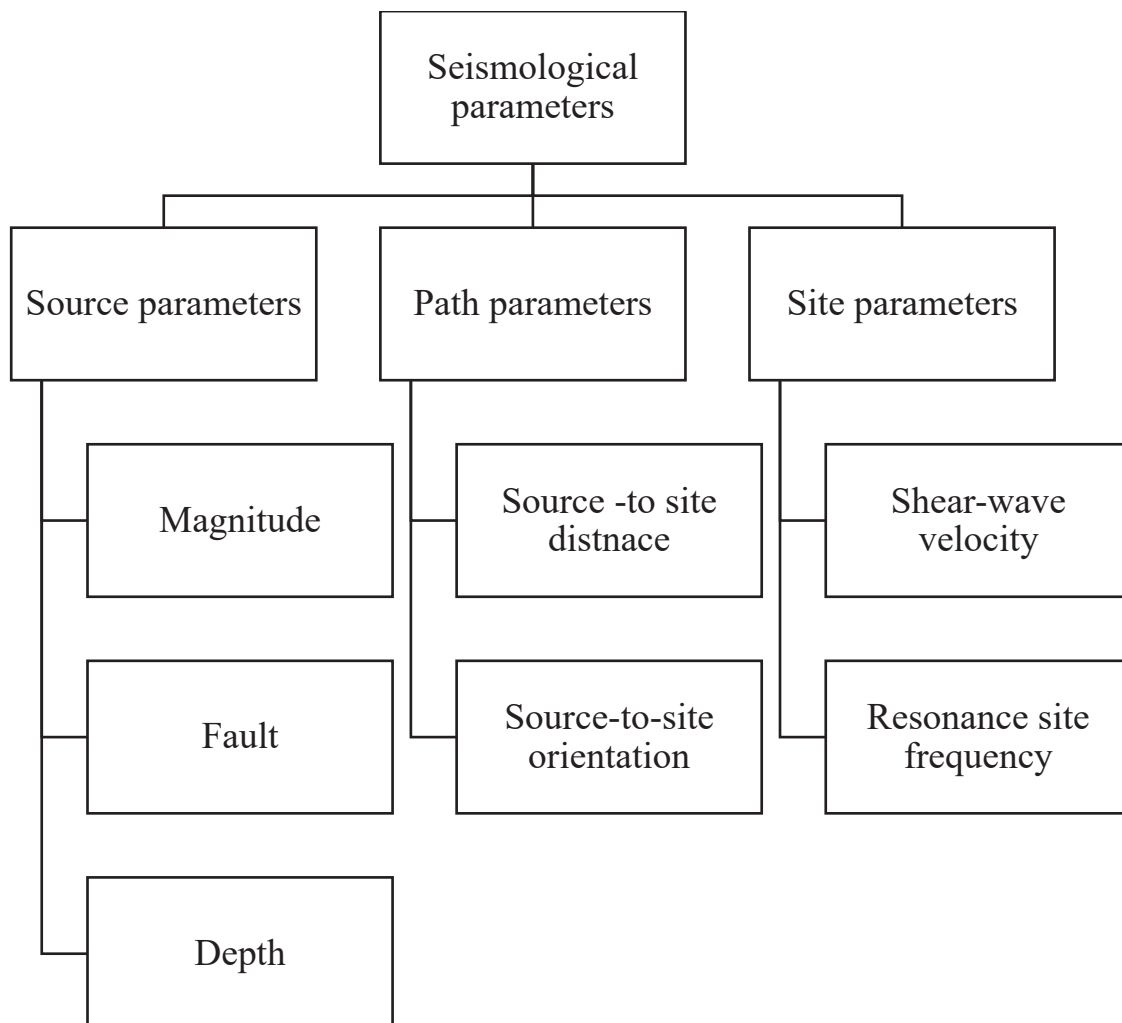 Seismological
parameters
Source parameters
Path parameters
Site parameters
Magnitude
Source -to site
distnace
Shear-wave
velocity
Fault
Source-to-site
orientation
Resonance site
frequency
Depth